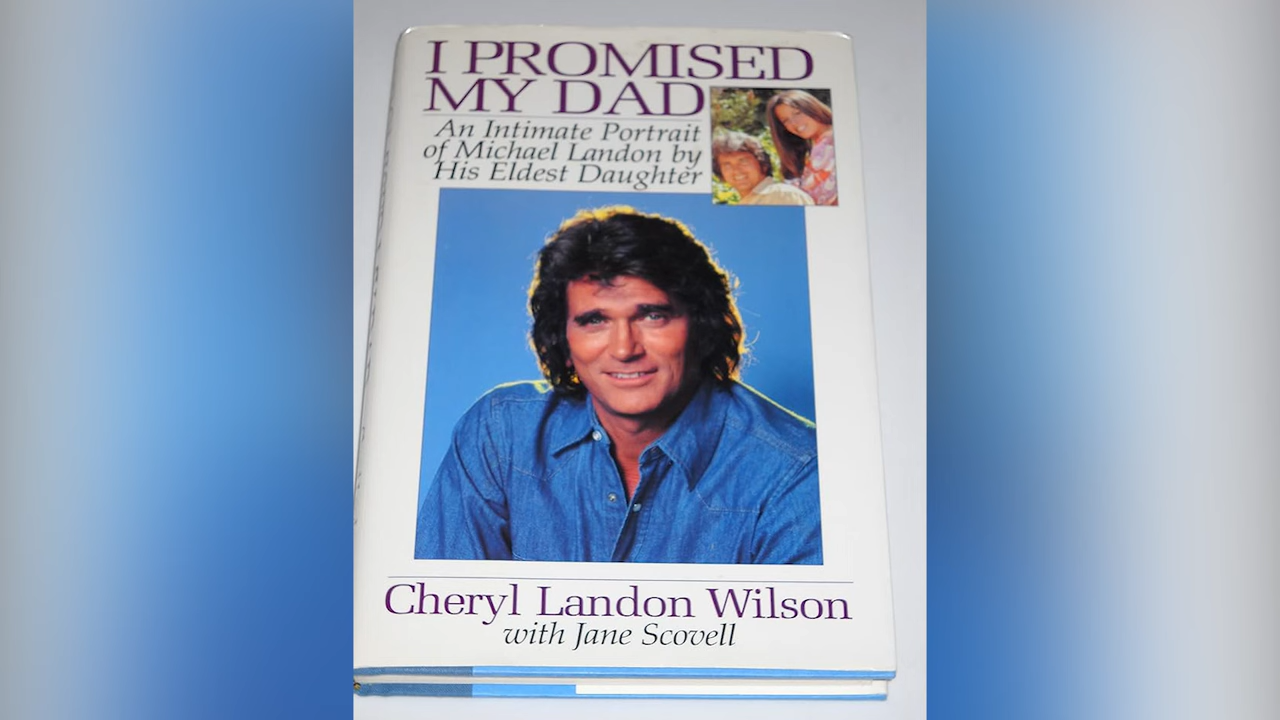 I PROMISED
MY DAD
An Intimate Portrait
of Michael Landon by
His Eldest Daughter
Cheryl Landon Wilson
with Jane Scovell